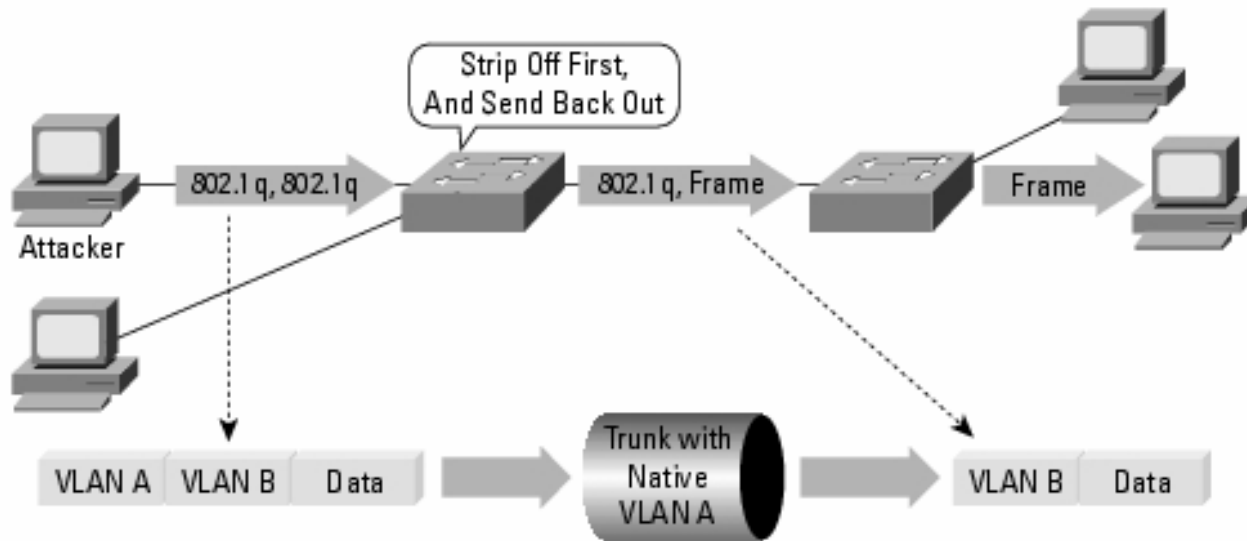 Strip Off First,
And Send Back Out
802.1q, 802.1q
802.1q, Frame
Frame
Attacker
VLAN A
VLAN B
Data
Trunk with
Native
VLAN A
VLAN B
Data